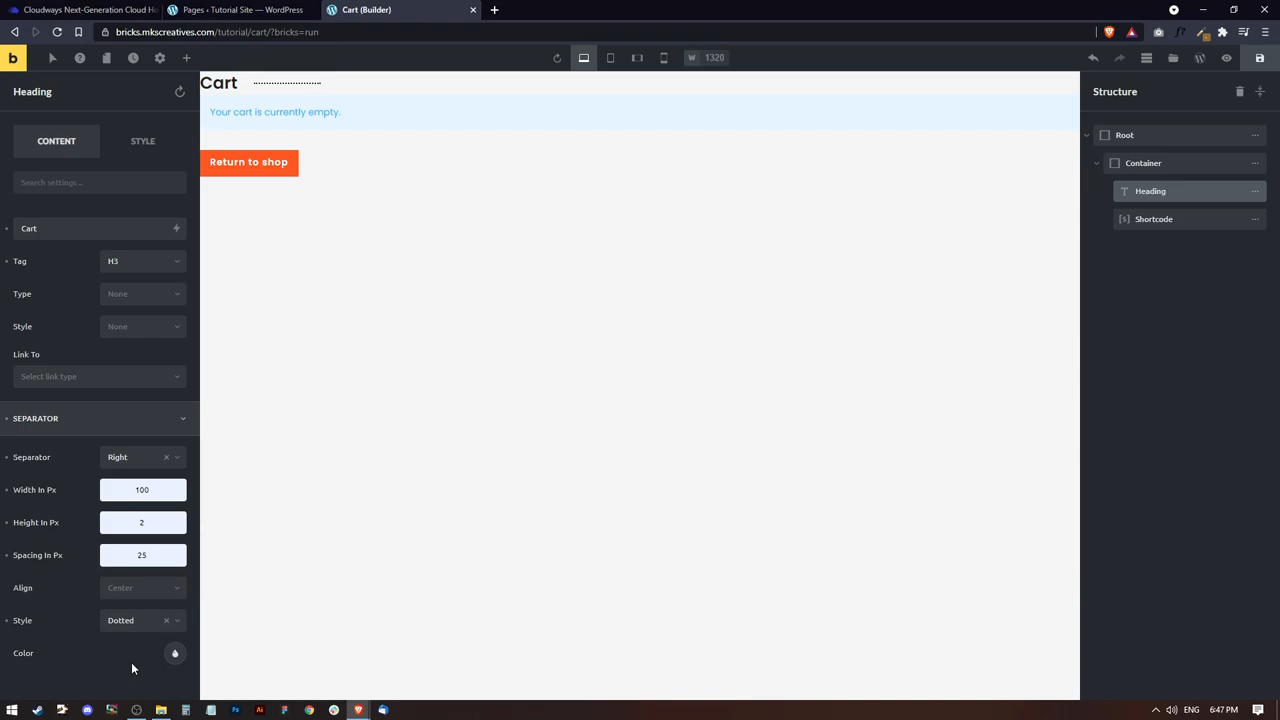 Cloudways Next-Generation Cloud H
Pages ‹ Tutorial Site — WordPress
Cart (Builder)
bricks.mkscreatives.com/tutorial/cart/?bricks=run
b
W 1320
Heading
CONTENT
STYLE
Search settings ..
Cart
Tag
H3
Type
None
Style
None
Link To
Select link type
SEPARATOR
Separator
Right
Width In Px
100
Height In Px
2
Spacing In Px
25
Align
Center
Style
Dotted
Color
Cart
Your cart is currently empty.
Return to shop
Structure
Root
Container
Heading
Shortcode
Ps
Ai
ENG
6:47 PM